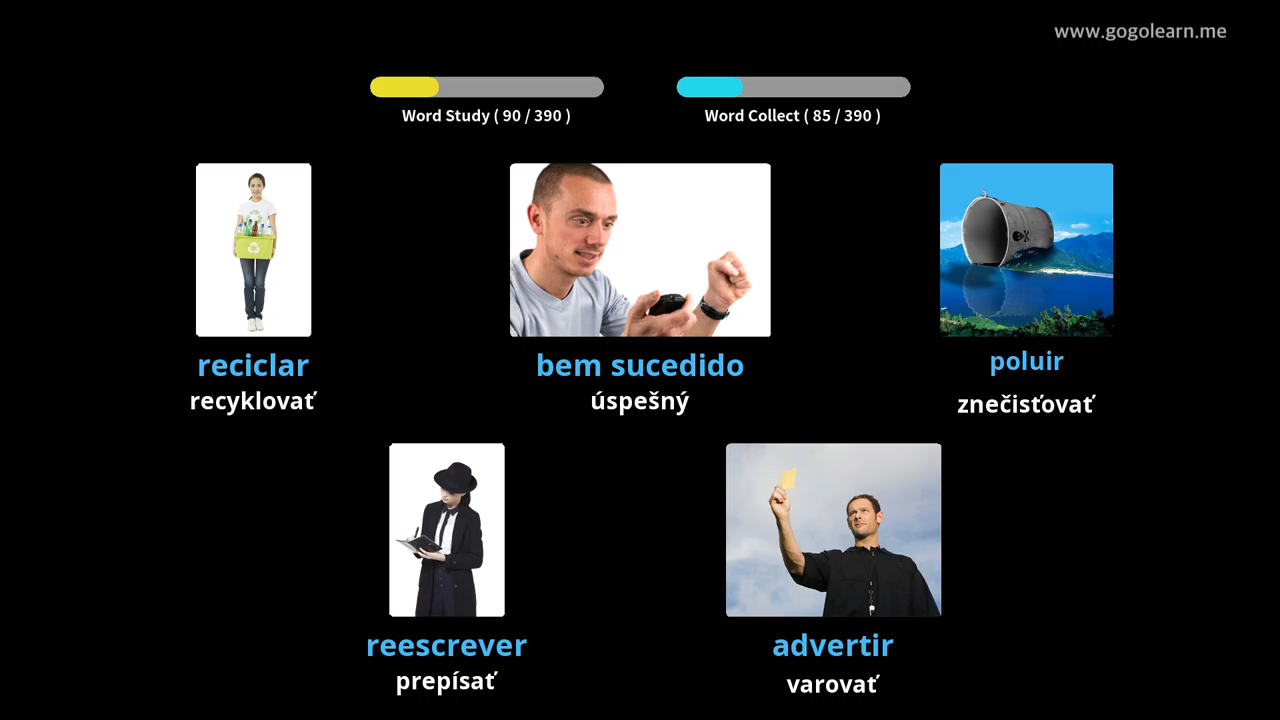 www.gogolearn.me
Word Study ( 90 / 390 )
Word Collect ( 85 / 390 )
reciclar
recyklovať
bem sucedido
úspešný
poluir
znečisťovať
reescrever
prepísať
advertir
varovať